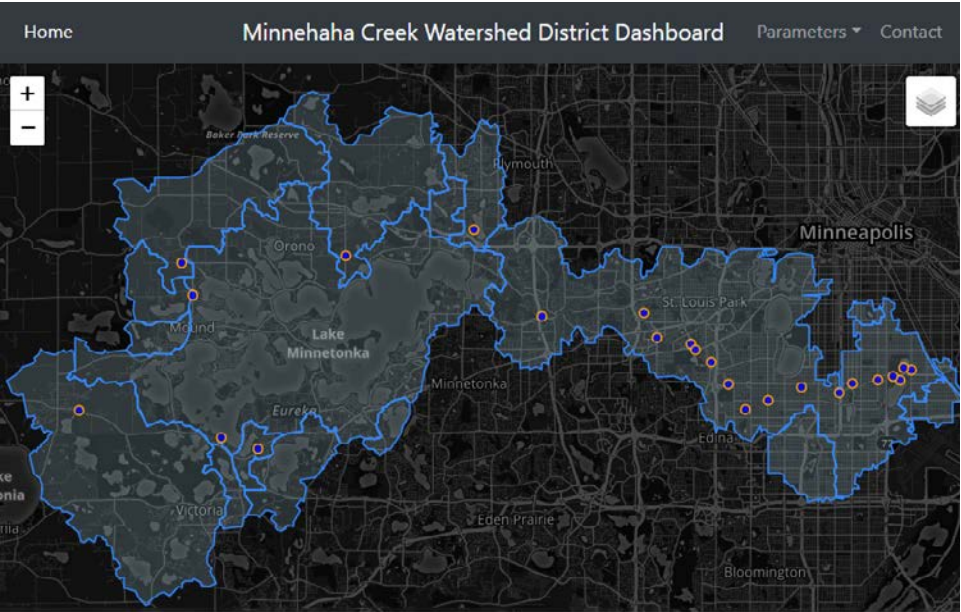 Home
Minnehaha Creek Watershed District Dashboard
Parameters
Contact
+
−
Baker Park Reserve
Plymouth
Minneapolis
Orono
St. Louis Park
Mound
Lake
Minnetonka
Minnetonka
Eureka
Edina
77
Victoria
Eden Prairie
Bloomington